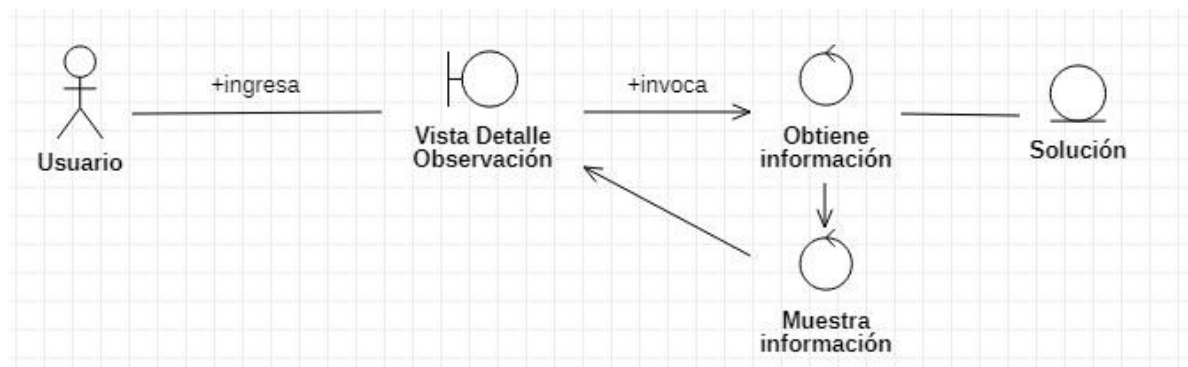 +ingresa
+invoca
Usuario
Vista Detalle
Observación
Obtiene
información
Solución
Muestra
información